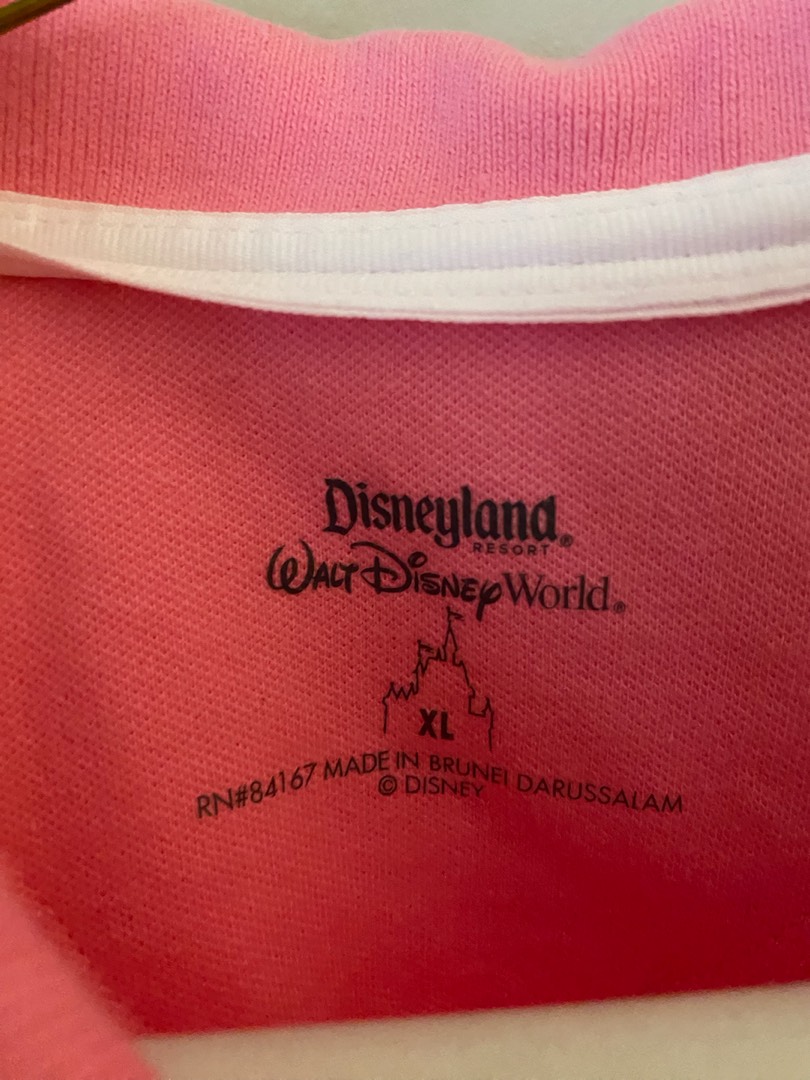 Disneyland®
RESORT
WALT DISNEY World®
XL
RN#84167 MADE IN BRUNEI DARUSSALAM
© DISNEY